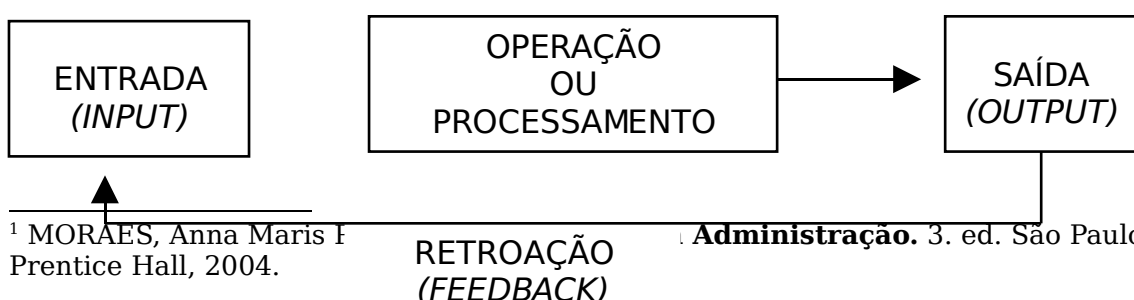 ENTRADA
(INPUT)
OPERAÇÃO
OU
PROCESSAMENTO
SAÍDA
(OUTPUT)
RETROAÇÃO
(FEEDBACK)
1 MORAES, Anna Maris Administração. 3. ed. São Paulo
Prentice Hall, 2004.